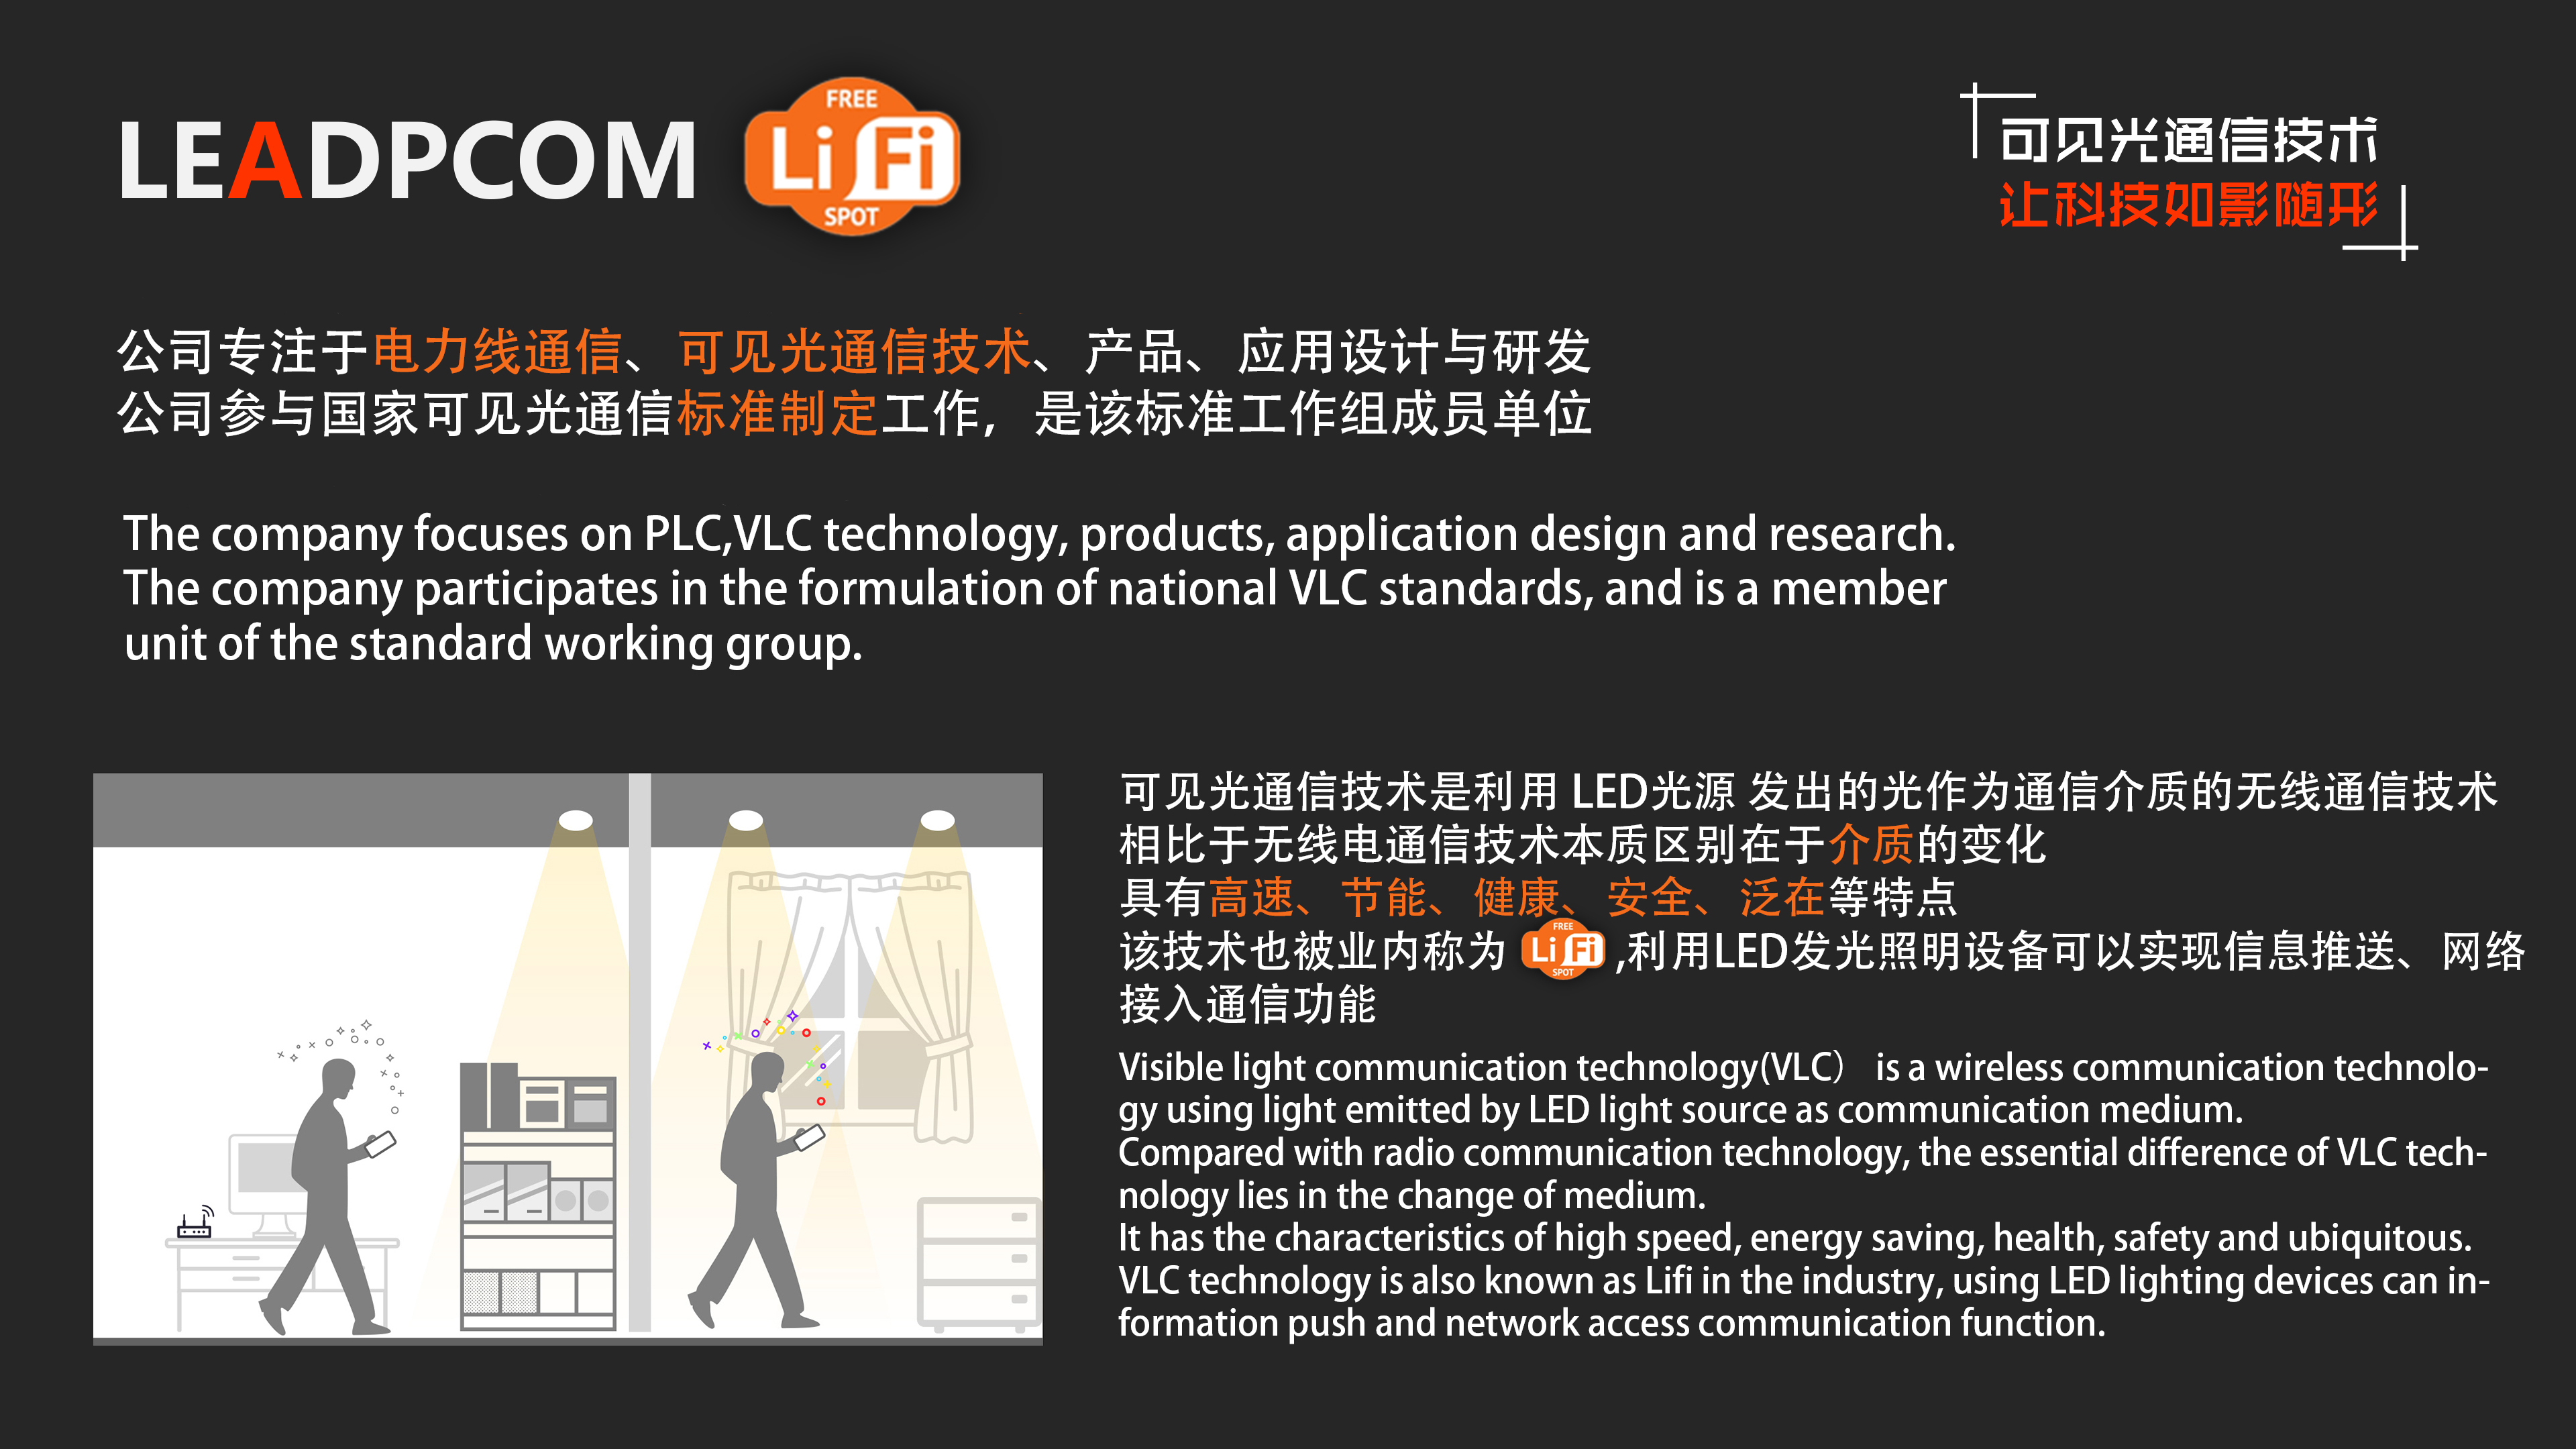 LEADPCOM
FREE
Li Fi
SPOT
可见光通信技术
让科技如影随形
公司专注于电力线通信、可见光通信技术、产品、应用设计与研发
公司参与国家可见光通信标准制定工作，是该标准工作组成员单位
The company focuses on PLC,VLC technology, products, application design and research.
The company participates in the formulation of national VLC standards, and is a member
unit of the standard working group.
可见光通信技术是利用 LED光源 发出的光作为通信介质的无线通信技术
相比于无线电通信技术本质区别在于介质的变化
具有高速、节能、健康、安全、泛在等特点
该技术也被业内称为 FREE Li Fi SPOT ,利用LED发光照明设备可以实现信息推送、网络
接入通信功能
Visible light communication technology(VLC） is a wireless communication technolo-
gy using light emitted by LED light source as communication medium.
Compared with radio communication technology, the essential difference of VLC tech-
nology lies in the change of medium.
It has the characteristics of high speed, energy saving, health, safety and ubiquitous.
VLC technology is also known as Lifi in the industry, using LED lighting devices can in-
formation push and network access communication function.